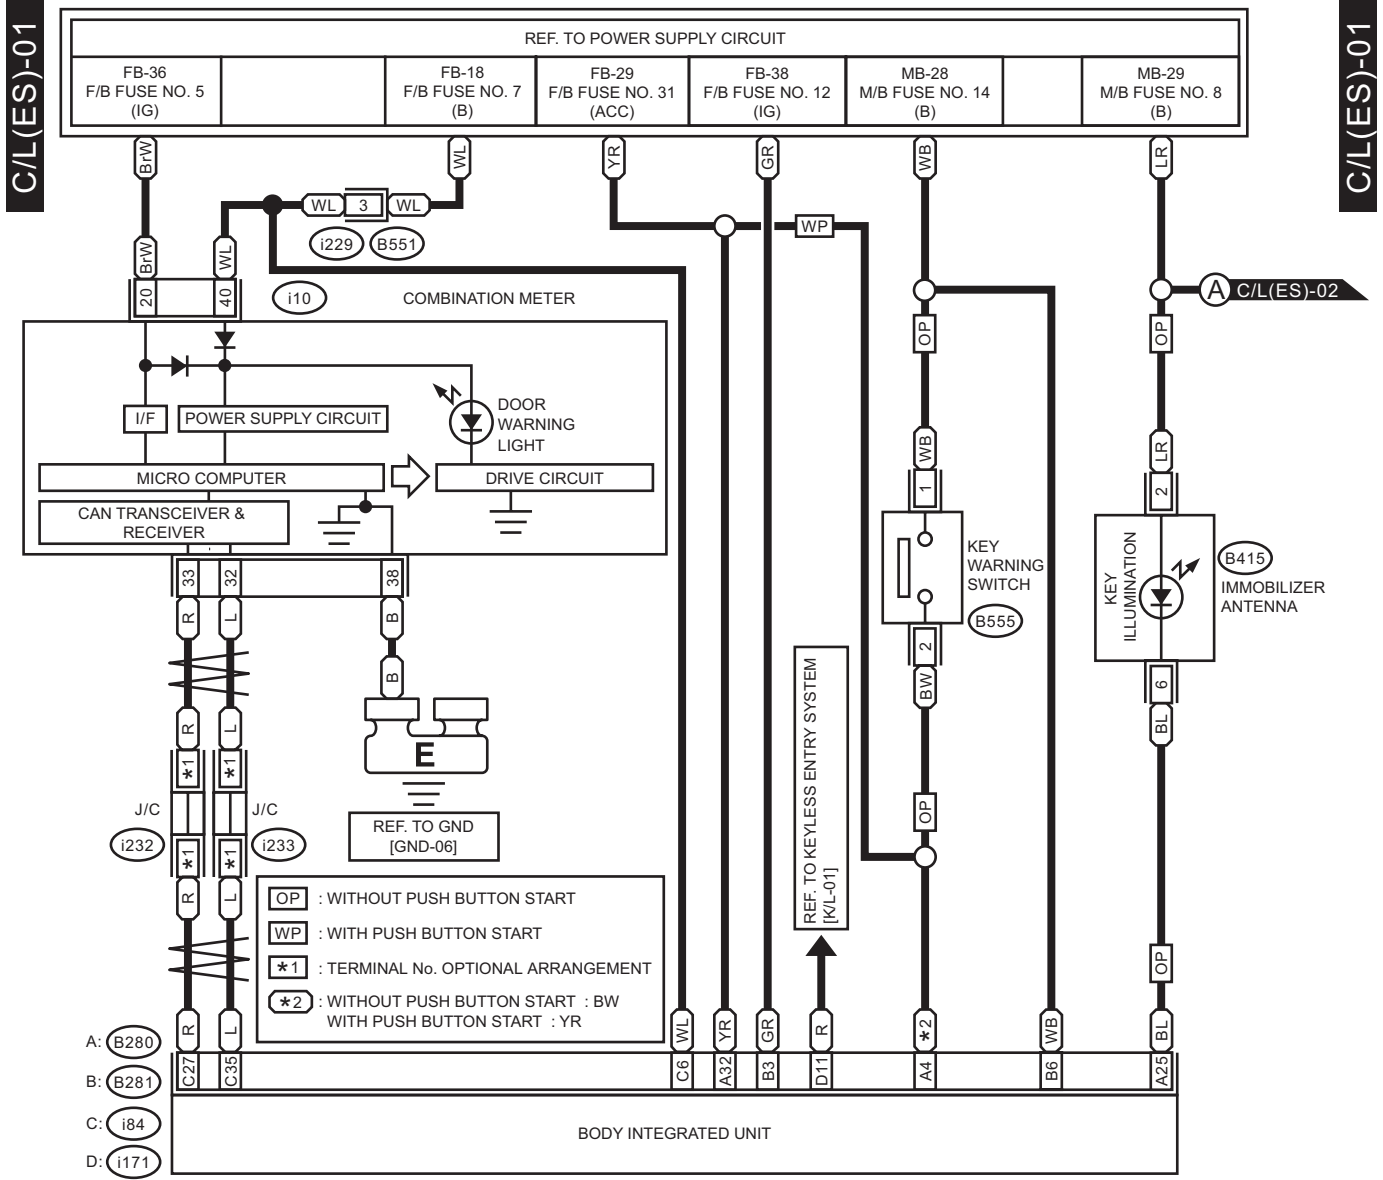 C/L(ES)-01
C/L(ES)-01
REF. TO POWER SUPPLY CIRCUIT
FB-36
F/B FUSE NO. 5
(IG)
FB-18
F/B FUSE NO. 7
(B)
FB-29
F/B FUSE NO. 31
(ACC)
FB-38
F/B FUSE NO. 12
(IG)
MB-28
M/B FUSE NO. 14
(B)
MB-29
M/B FUSE NO. 8
(B)
BrW
WL
YR
GR
WB
LR
WL 3 WL
i229 B551
WP
BrW
WL
20
40
i10
COMBINATION METER
A C/L(ES)-02
OP
OP
I/F
POWER SUPPLY CIRCUIT
DOOR
WARNING
LIGHT
MICRO COMPUTER
DRIVE CIRCUIT
CAN TRANSCEIVER &
RECEIVER
WB
1
LR
2
KEY
WARNING
SWITCH
B555
KEY
ILLUMINATION
B415
IMMOBILIZER
ANTENNA
33
32
38
R
L
B
B
2
BW
6
BL
R
L
*1
*1
J/C
J/C
i232
i233
*1
*1
R
L
E
REF. TO GND
[GND-06]
REF. TO KEYLESS ENTRY SYSTEM
[K/L-01]
OP
OP
OP : WITHOUT PUSH BUTTON START
WP : WITH PUSH BUTTON START
*1 : TERMINAL No. OPTIONAL ARRANGEMENT
*2 : WITHOUT PUSH BUTTON START : BW
WITH PUSH BUTTON START : YR
R
L
WL
YR
GR
R
*2
WB
BL
C27
C35
C6
A32
B3
D11
A4
B6
A25
A: B280
B: B281
C: i84
D: i171
BODY INTEGRATED UNIT